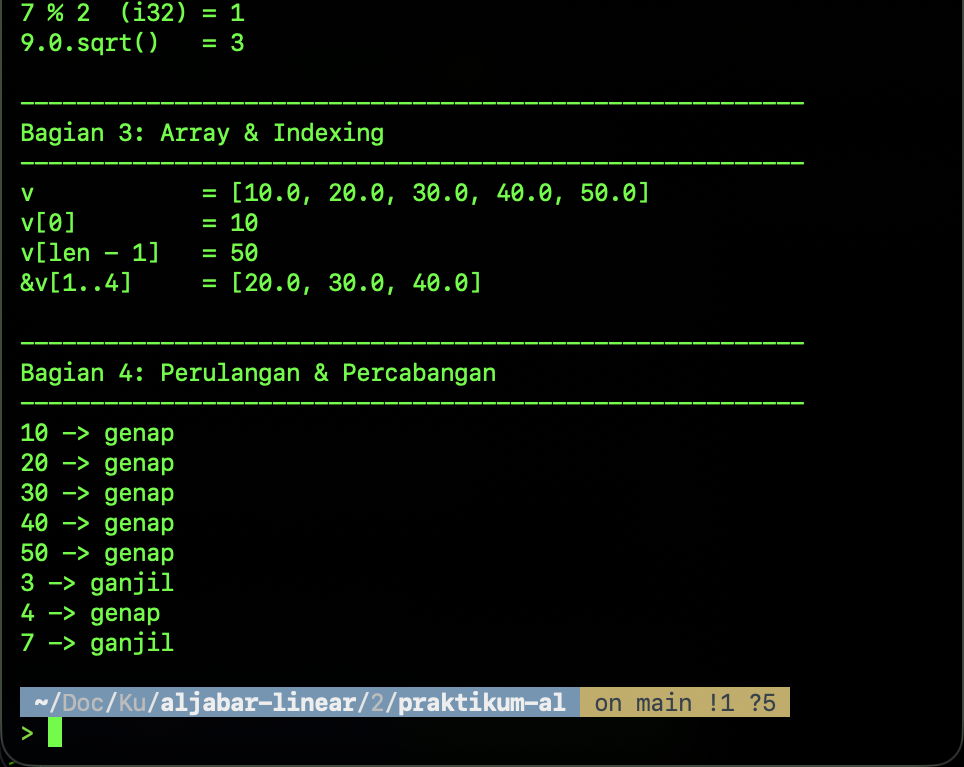 7 % 2  (i32) = 1
9.0.sqrt()   = 3
────────────────────────────────────────────────────────
Bagian 3: Array & Indexing
────────────────────────────────────────────────────────
v            = [10.0, 20.0, 30.0, 40.0, 50.0]
v[0]         = 10
v[len - 1]   = 50
&v[1..4]     = [20.0, 30.0, 40.0]
────────────────────────────────────────────────────────
Bagian 4: Perulangan & Percabangan
────────────────────────────────────────────────────────
10 -> genap
20 -> genap
30 -> genap
40 -> genap
50 -> genap
3 -> ganjil
4 -> genap
7 -> ganjil
~/Doc/Ku/aljabar-linear/2/praktikum-al  on main !1 ?5
>